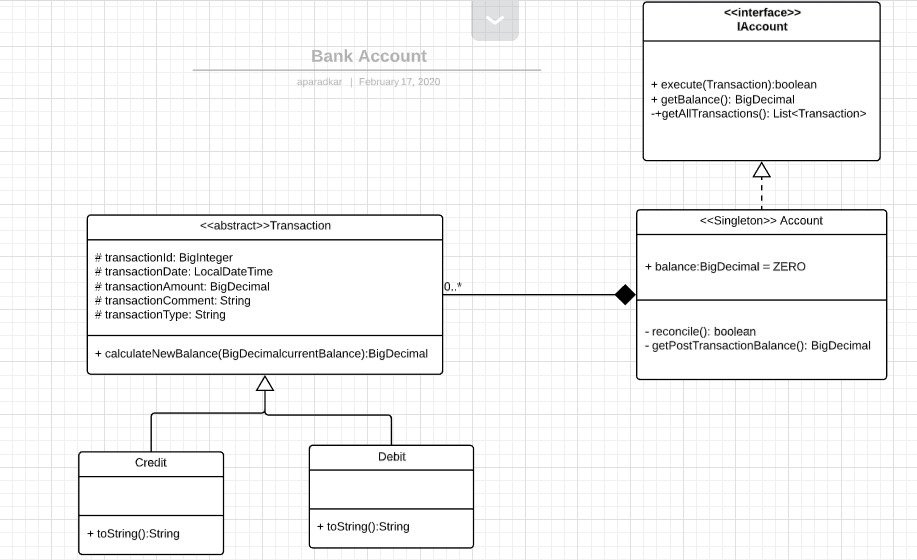 Bank Account
aparadkar | February 17, 2020
<<interface>>
IAccount
+ execute(Transaction):boolean
+ getBalance(): BigDecimal
-+getAllTransactions(): List<Transaction>
<<abstract>>Transaction
# transactionId: BigInteger
# transactionDate: LocalDateTime
# transactionAmount: BigDecimal
# transactionComment: String
# transactionType: String
+ calculateNewBalance(BigDecimalcurrentBalance):BigDecimal
0..*
<<Singleton>> Account
+ balance:BigDecimal = ZERO
- reconcile(): boolean
- getPostTransactionBalance(): BigDecimal
Credit
+ toString():String
Debit
+ toString():String